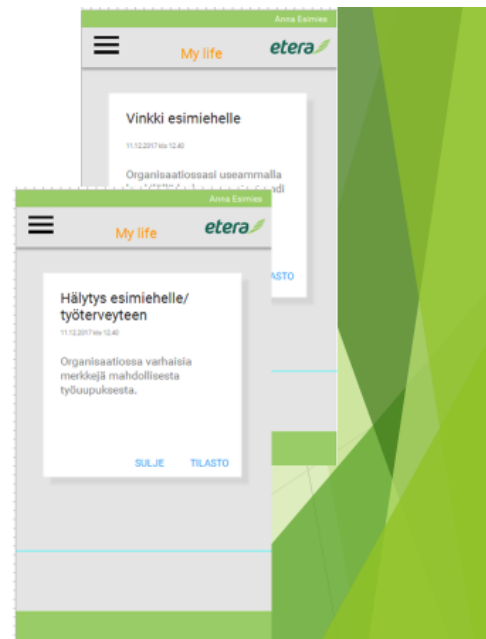 Anna Esimies
My life
etera
Vinkki esimiehelle
11.12.2017 klo 12.40
Organisaatiossasi useammalla
ASTO
Anna Esimies
My life
etera
Hälytys esimiehelle/
työterveyteen
11.12.2017 klo 12.40
Organisaatiossa varhaisia
merkkejä mahdollisesta
työuupuksesta.
SULJE TILASTO